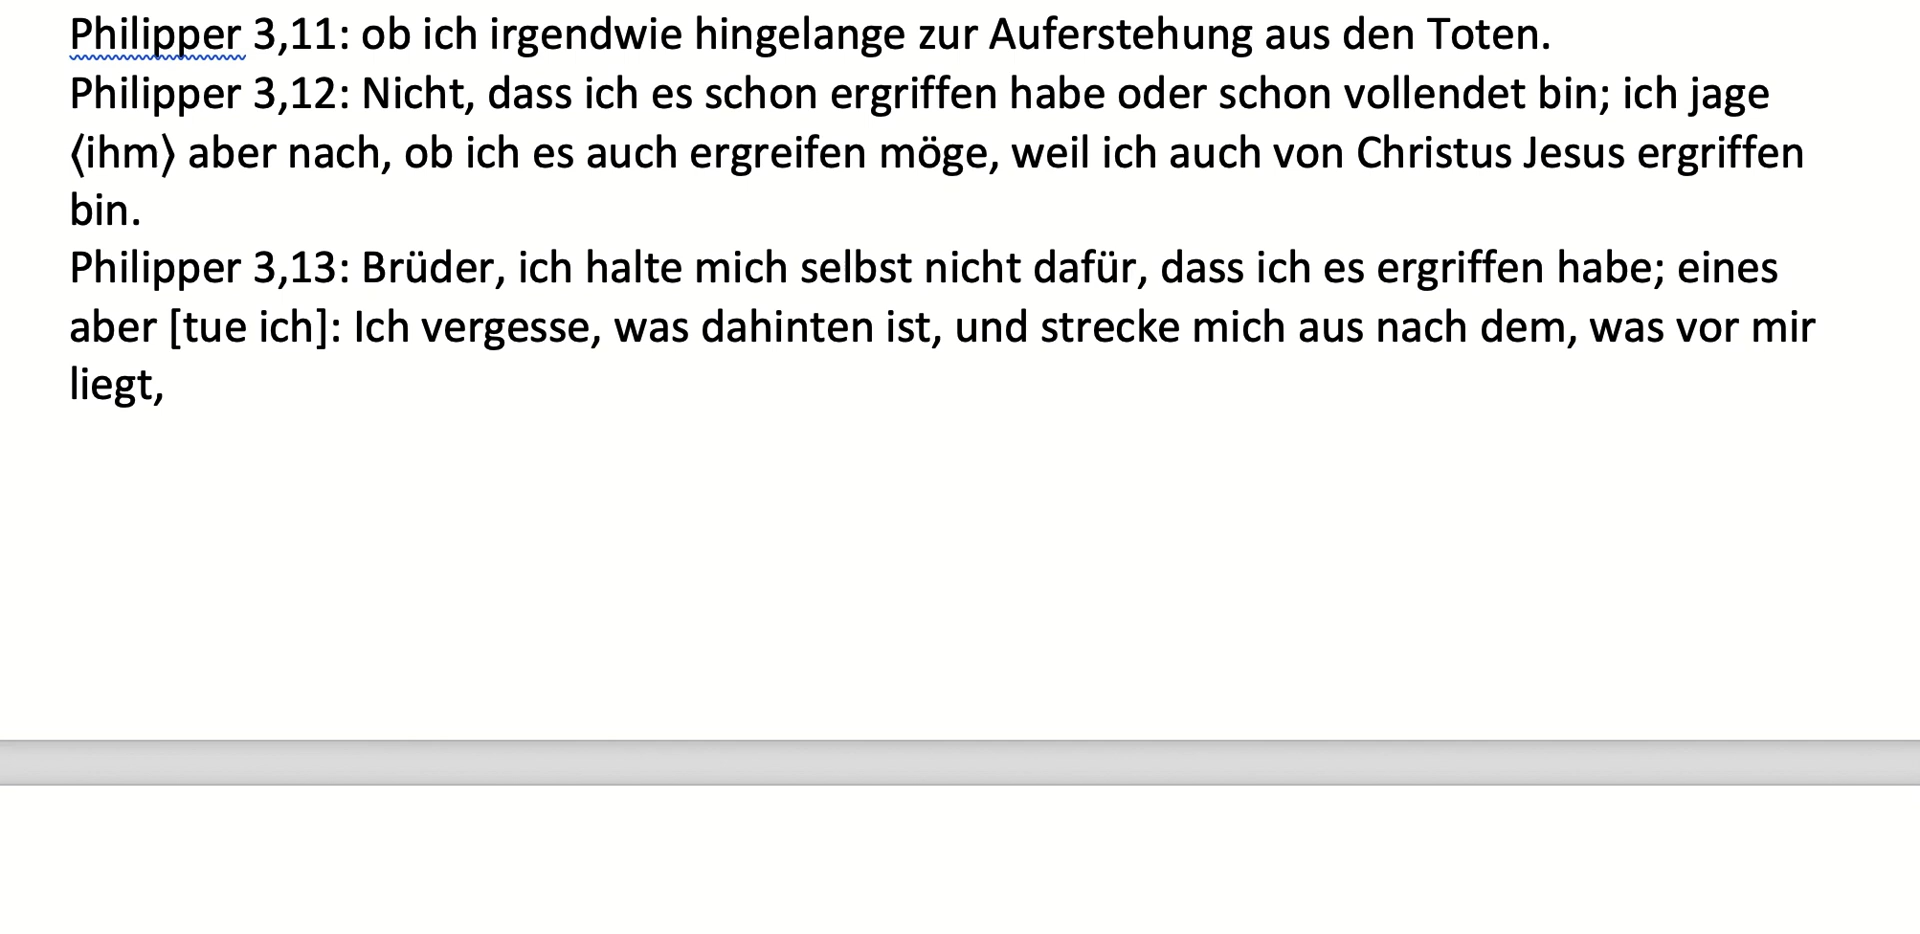 Philipper 3,11: ob ich irgendwie hingelange zur Auferstehung aus den Toten.
Philipper 3,12: Nicht, dass ich es schon ergriffen habe oder schon vollendet bin; ich jage
⟨ihm⟩ aber nach, ob ich es auch ergreifen möge, weil ich auch von Christus Jesus ergriffen
bin.
Philipper 3,13: Brüder, ich halte mich selbst nicht dafür, dass ich es ergriffen habe; eines
aber [tue ich]: Ich vergesse, was dahinten ist, und strecke mich aus nach dem, was vor mir
liegt,